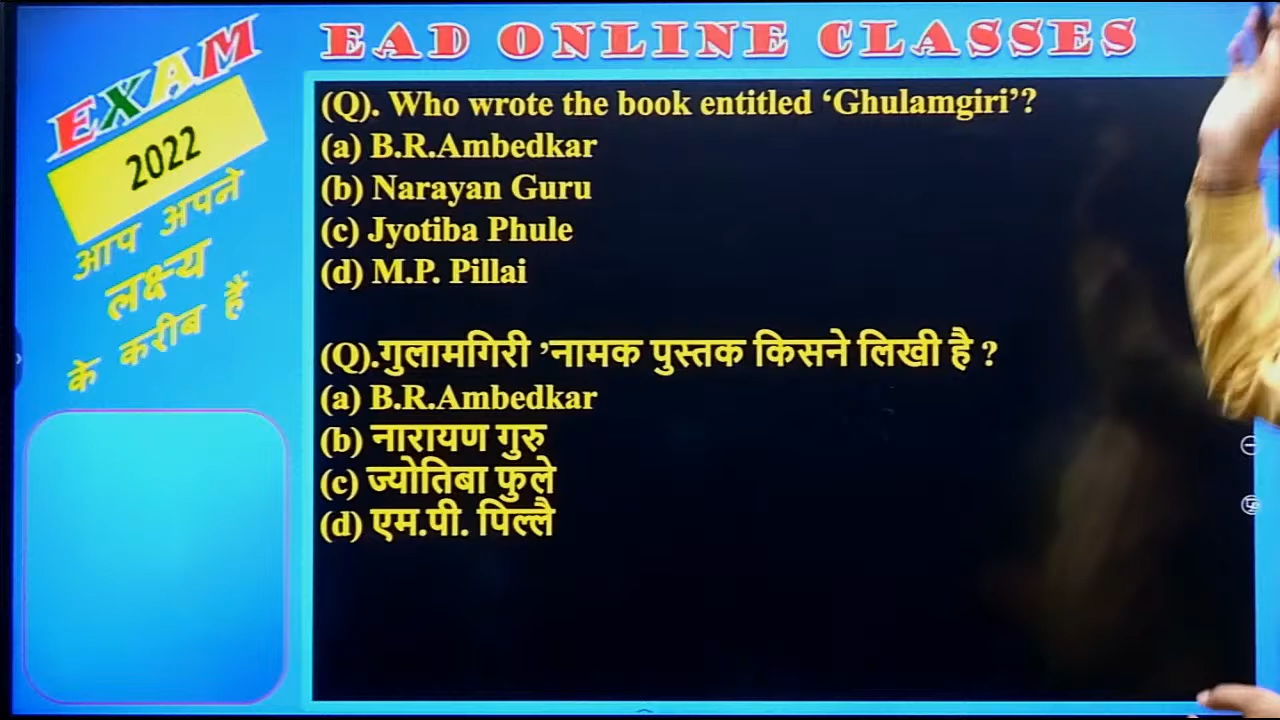 EAD ONLINE CLASSES
EXAM
2022
आप अपने
लक्ष्य
के करीब हैं
(Q). Who wrote the book entitled ‘Ghulamgiri’?
(a) B.R.Ambedkar
(b) Narayan Guru
(c) Jyotiba Phule
(d) M.P. Pillai
(Q).गुलामगिरी ’नामक पुस्तक किसने लिखी है ?
(a) B.R.Ambedkar
(b) नारायण गुरु
(c) ज्योतिबा फुले
(d) एम.पी. पिल्लै